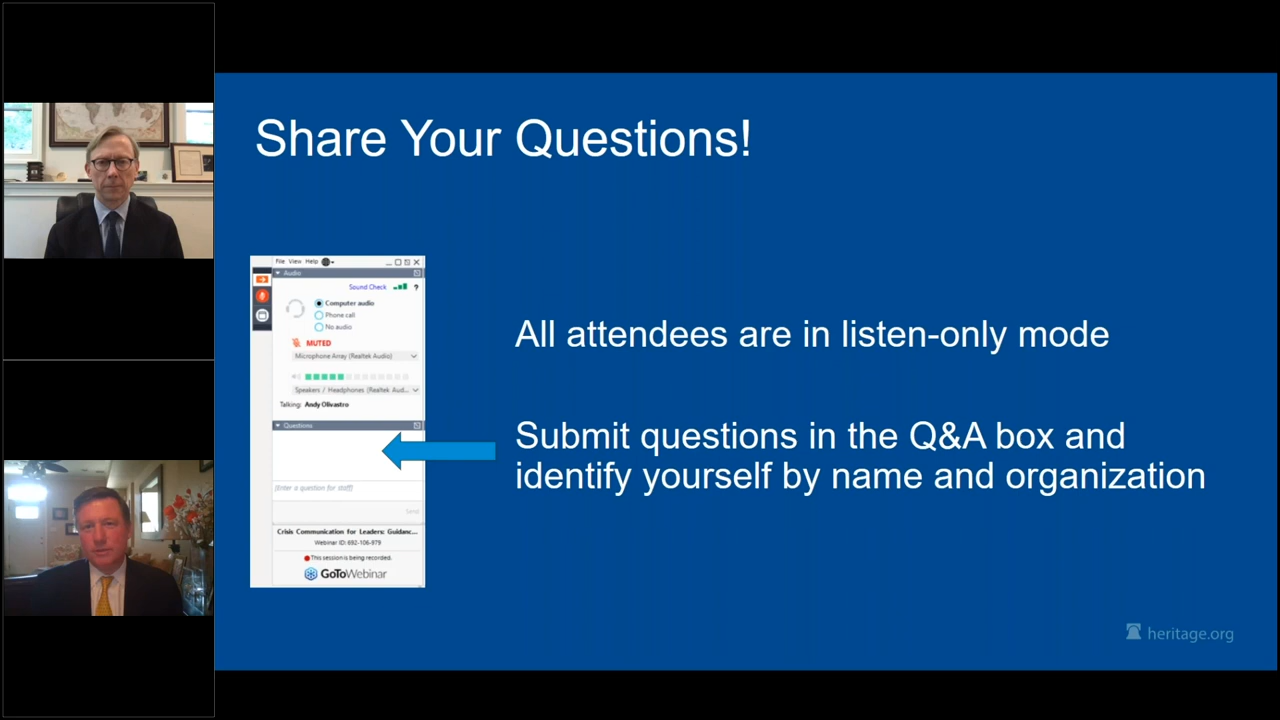 Share Your Questions!
File View Help
Audio
Sound Check
?
Computer audio
Phone call
No audio
MUTED
Microphone Array (Realtek Audio)
Speakers / Headphones (Realtek Aud...
Talking: Andy Olivastro
Questions
[Enter a question for staff]
Send
Crisis Communication for Leaders: Guidanc...
Webinar ID: 692-106-979
This session is being recorded.
GoToWebinar
All attendees are in listen-only mode
Submit questions in the Q&A box and
identify yourself by name and organization
heritage.org